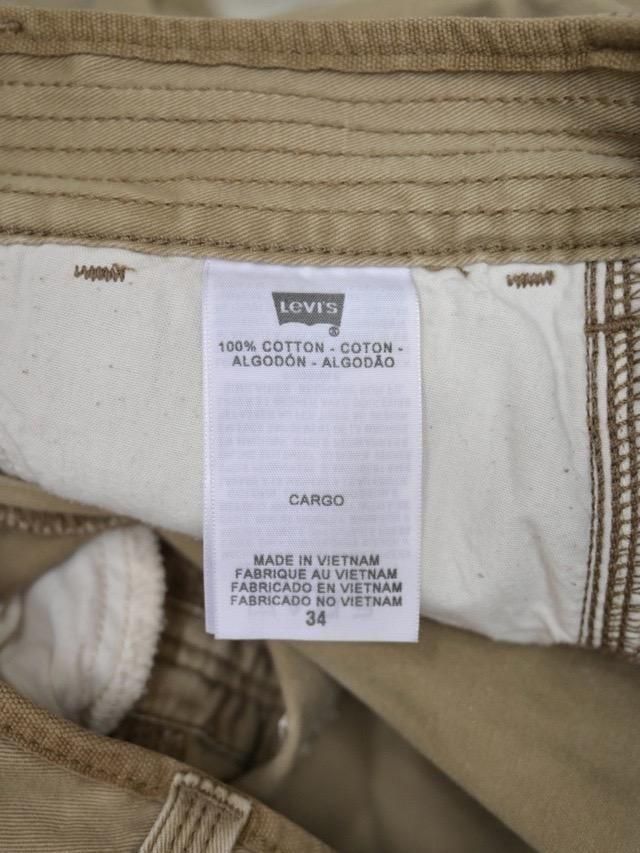 Levi's
®
100% COTTON - COTON -
ALGODÓN - ALGODÃO
CARGO
MADE IN VIETNAM
FABRIQUE AU VIETNAM
FABRICADO EN VIETNAM
FABRICADO NO VIETNAM
34